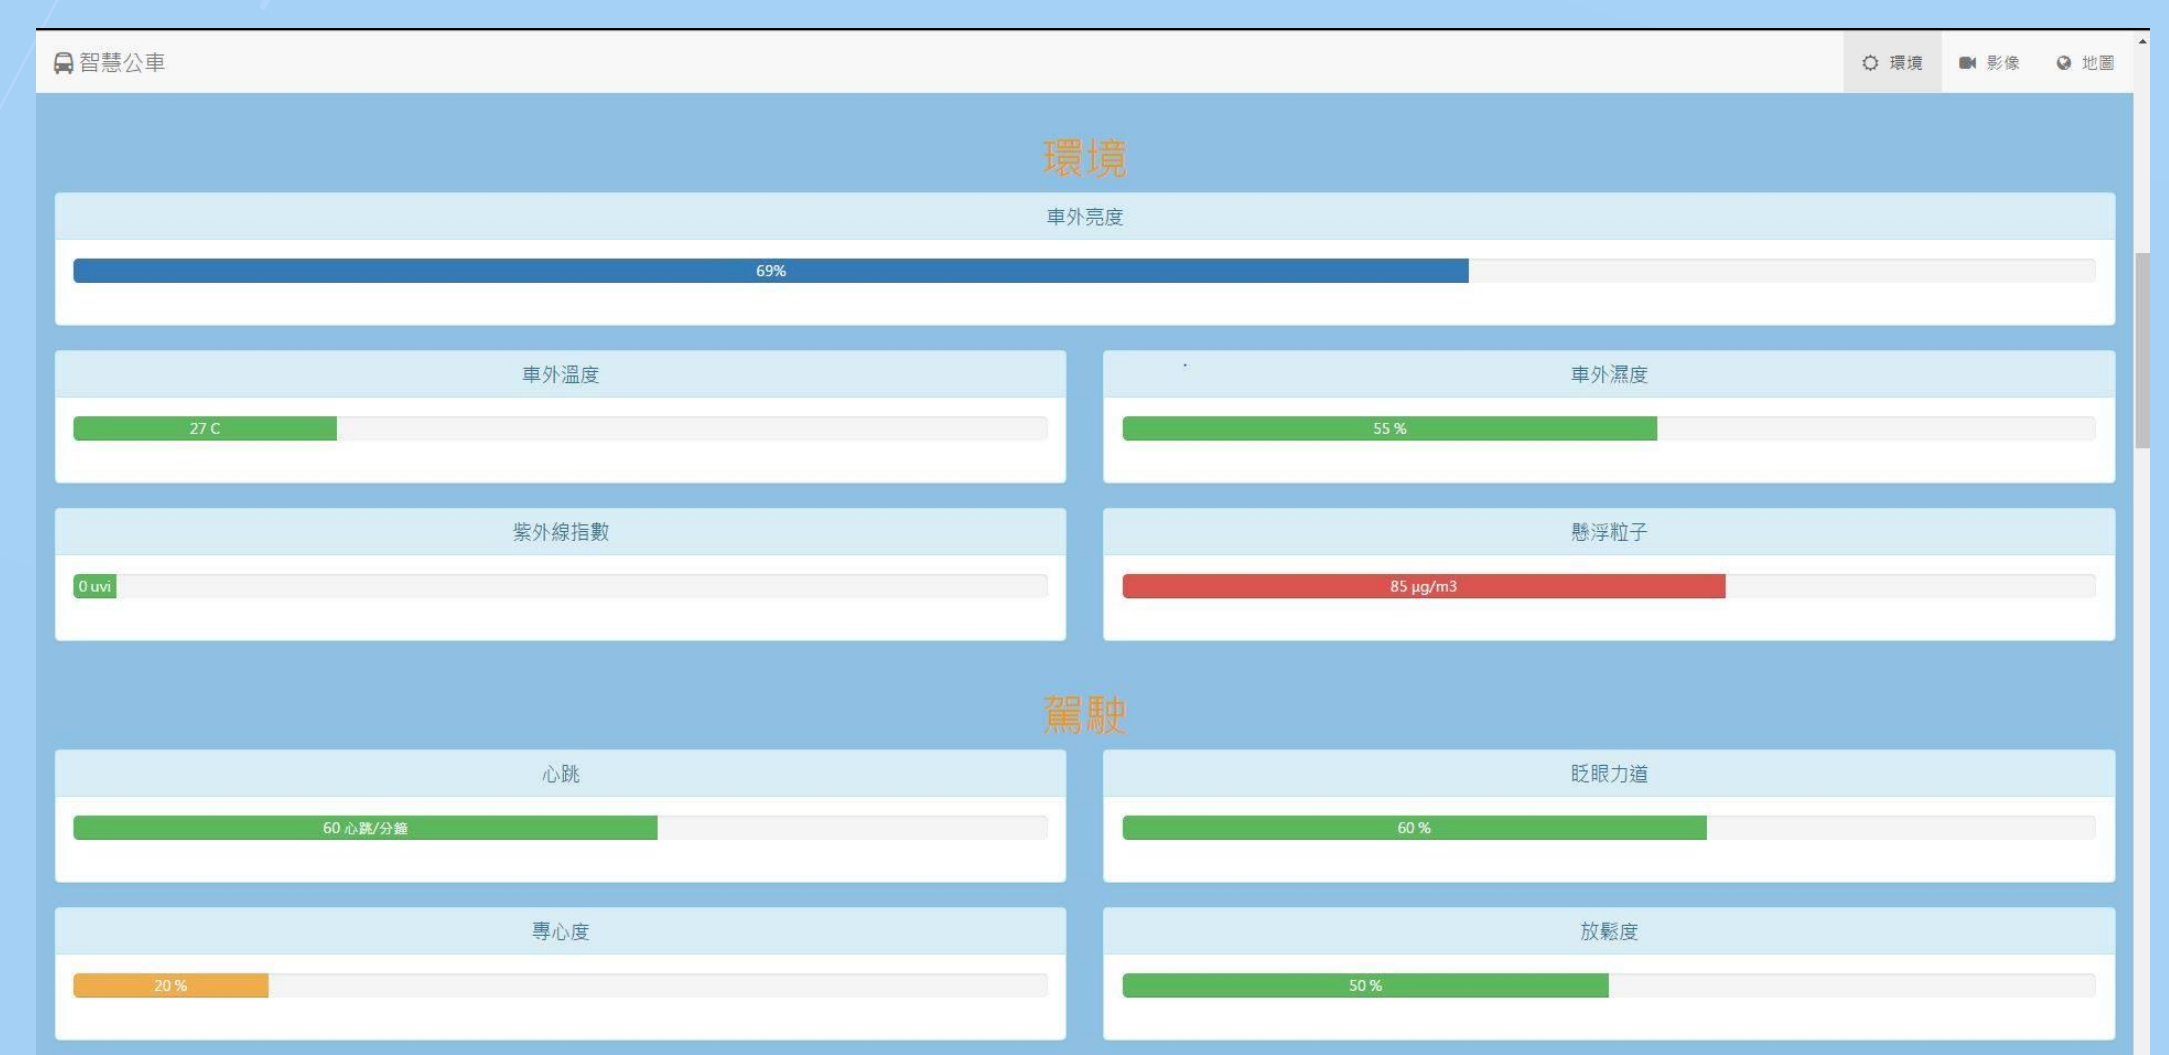 智慧公車
環境 影像 地圖
環境
車外亮度
69%
車外溫度 車外濕度
27 C 55 %
紫外線指數 懸浮粒子
0 uvi 85 μg/m3
駕駛
心跳 眨眼力道
60 心跳/分鐘 60 %
專心度 放鬆度
20 % 50 %